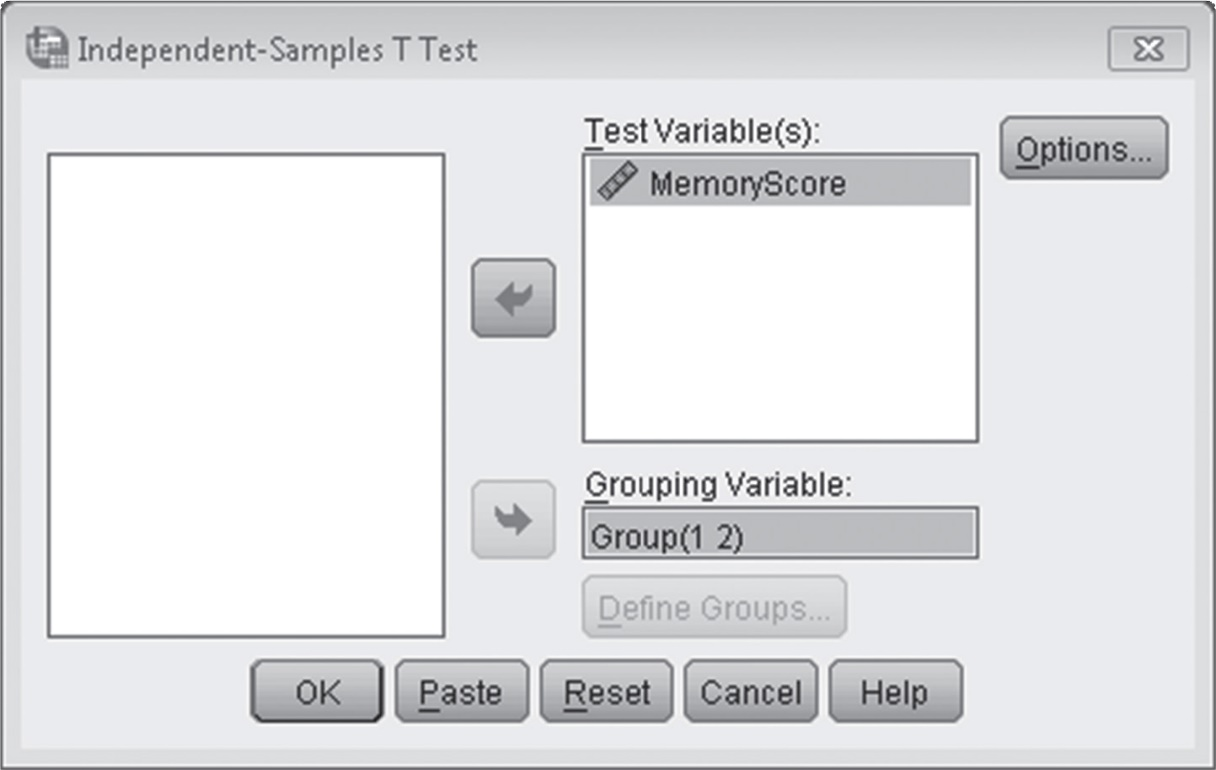 Independent-Samples T Test
Test Variable(s):
Options...
MemoryScore
Grouping Variable:
Group(1 2)
Define Groups...
OK
Paste
Reset
Cancel
Help